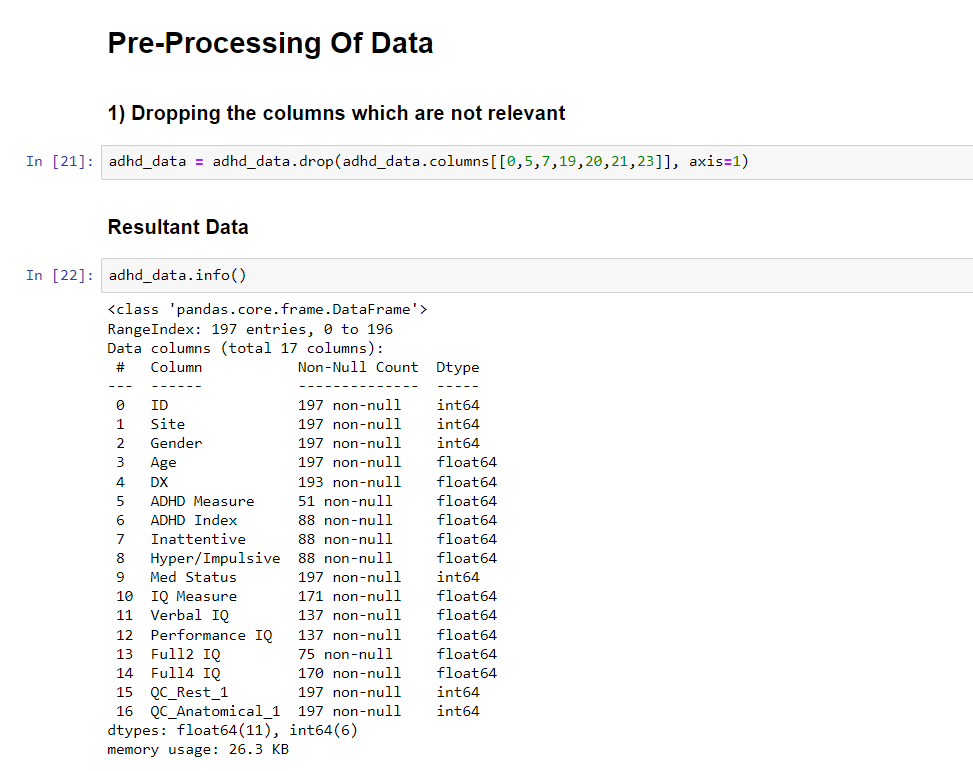 Pre-Processing Of Data
1) Dropping the columns which are not relevant
In [21]: adhd_data = adhd_data.drop(adhd_data.columns[[0,5,7,19,20,21,23]], axis=1)
Resultant Data
In [22]: adhd_data.info()
<class 'pandas.core.frame.DataFrame'>
RangeIndex: 197 entries, 0 to 196
Data columns (total 17 columns):
 #   Column           Non-Null Count  Dtype
---  ------           --------------  -----
 0   ID               197 non-null    int64
 1   Site             197 non-null    int64
 2   Gender           197 non-null    int64
 3   Age              197 non-null    float64
 4   DX               193 non-null    float64
 5   ADHD Measure     51 non-null     float64
 6   ADHD Index       88 non-null     float64
 7   Inattentive      88 non-null     float64
 8   Hyper/Impulsive  88 non-null     float64
 9   Med Status       197 non-null    int64
 10  IQ Measure       171 non-null    float64
 11  Verbal IQ        137 non-null    float64
 12  Performance IQ   137 non-null    float64
 13  Full2 IQ         75 non-null     float64
 14  Full4 IQ         170 non-null    float64
 15  QC_Rest_1        197 non-null    int64
 16  QC_Anatomical_1  197 non-null    int64
dtypes: float64(11), int64(6)
memory usage: 26.3 KB